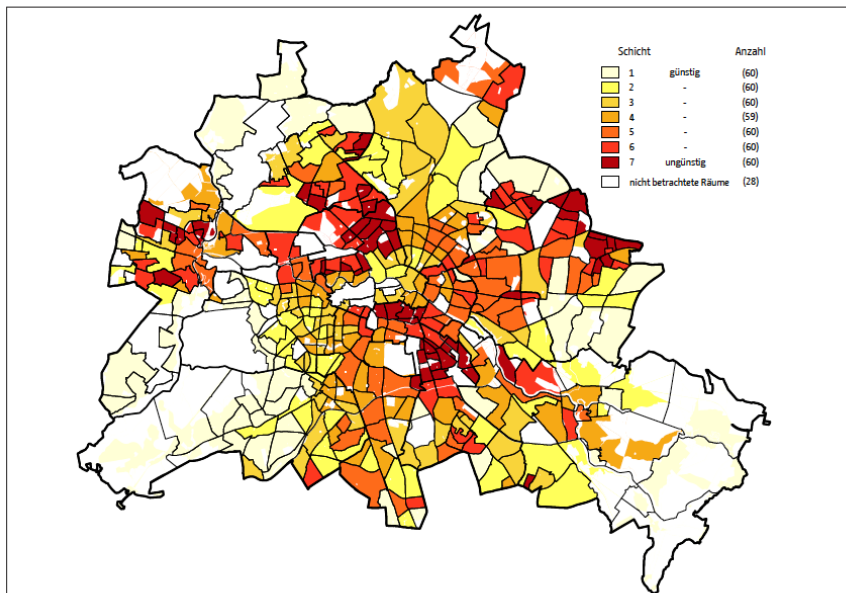 Schicht Anzahl
1 günstig (60)
2 - (60)
3 - (60)
4 - (59)
5 - (60)
6 - (60)
7 ungünstig (60)
nicht betrachtete Räume (28)